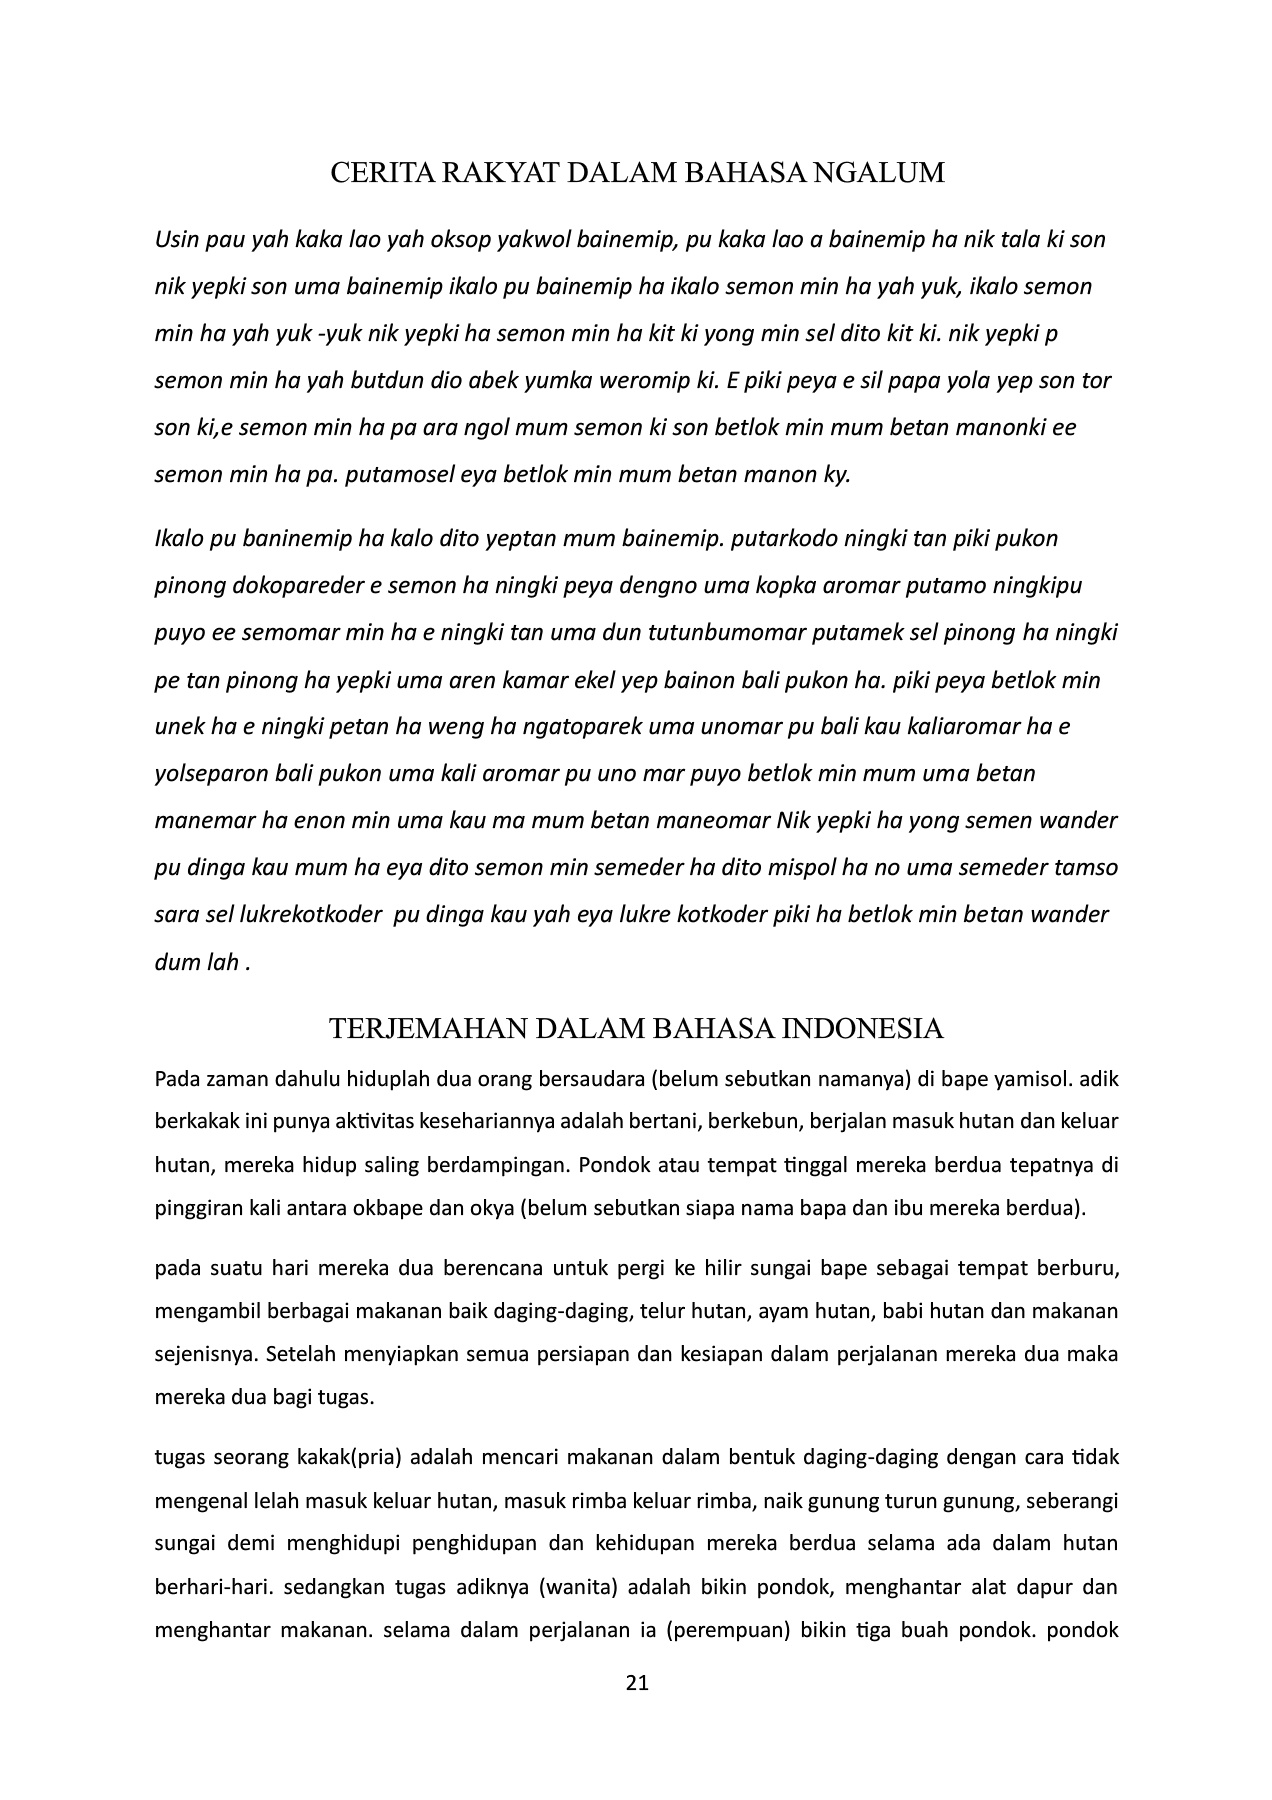 CERITA RAKYAT DALAM BAHASA NGALUM
Usin pau yah kaka lao yah oksop yakwol bainemip, pu kaka lao a bainemip ha nik tala ki son
nik yepki son uma bainemip ikalo pu bainemip ha ikalo semon min ha yah yuk, ikalo semon
min ha yah yuk -yuk nik yepki ha semon min ha kit ki yong min sel dito kit ki. nik yepki p
semon min ha yah butdun dio abek yumka weromip ki. E piki peya e sil papa yola yep son tor
son ki,e semon min ha pa ara ngol mum semon ki son betlok min mum betan manonki ee
semon min ha pa. putamosel eya betlok min mum betan manon ky.
Ikalo pu baninemip ha kalo dito yeptan mum bainemip. putarkodo ningki tan piki pukon
pinong dokopareder e semon ha ningki peya dengno uma kopka aromar putamo ningkipu
puyo ee semomar min ha e ningki tan uma dun tutunbumomar putamek sel pinong ha ningki
pe tan pinong ha yepki uma aren kamar ekel yep bainon bali pukon ha. piki peya betlok min
unek ha e ningki petan ha weng ha ngatoparek uma unomar pu bali kau kaliaromar ha e
yolseparon bali pukon uma kali aromar pu uno mar puyo betlok min mum uma betan
manemar ha enon min uma kau ma mum betan maneomar Nik yepki ha yong semen wander
pu dinga kau mum ha eya dito semon min semeder ha dito mispol ha no uma semeder tamso
sara sel lukrekotkoder  pu dinga kau yah eya lukre kotkoder piki ha betlok min betan wander
dum lah .
TERJEMAHAN DALAM BAHASA INDONESIA
Pada zaman dahulu hiduplah dua orang bersaudara (belum sebutkan namanya) di bape yamisol. adik
berkakak ini punya aktivitas kesehariannya adalah bertani, berkebun, berjalan masuk hutan dan keluar
hutan, mereka hidup saling berdampingan. Pondok atau tempat tinggal mereka berdua tepatnya di
pinggiran kali antara okbape dan okya (belum sebutkan siapa nama bapa dan ibu mereka berdua).
pada suatu hari mereka dua berencana untuk pergi ke hilir sungai bape sebagai tempat berburu,
mengambil berbagai makanan baik daging-daging, telur hutan, ayam hutan, babi hutan dan makanan
sejenisnya. Setelah menyiapkan semua persiapan dan kesiapan dalam perjalanan mereka dua maka
mereka dua bagi tugas.
tugas seorang kakak(pria) adalah mencari makanan dalam bentuk daging-daging dengan cara tidak
mengenal lelah masuk keluar hutan, masuk rimba keluar rimba, naik gunung turun gunung, seberangi
sungai demi menghidupi penghidupan dan kehidupan mereka berdua selama ada dalam hutan
berhari-hari. sedangkan tugas adiknya (wanita) adalah bikin pondok, menghantar alat dapur dan
menghantar makanan. selama dalam perjalanan ia (perempuan) bikin tiga buah pondok. pondok
21